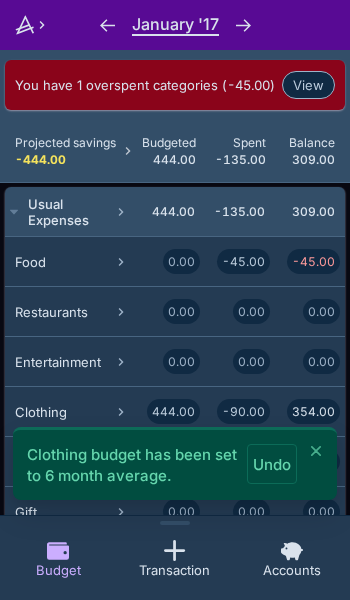 January '17
You have 1 overspent categories (-45.00) View
Projected savings Budgeted Spent Balance
-444.00 444.00 -135.00 309.00
Usual Expenses 444.00 -135.00 309.00
Food 0.00 -45.00 -45.00
Restaurants 0.00 0.00 0.00
Entertainment 0.00 0.00 0.00
Clothing 444.00 -90.00 354.00
Clothing budget has been set
to 6 month average.
Undo
Gift 0.00 0.00 0.00
Budget Transaction Accounts